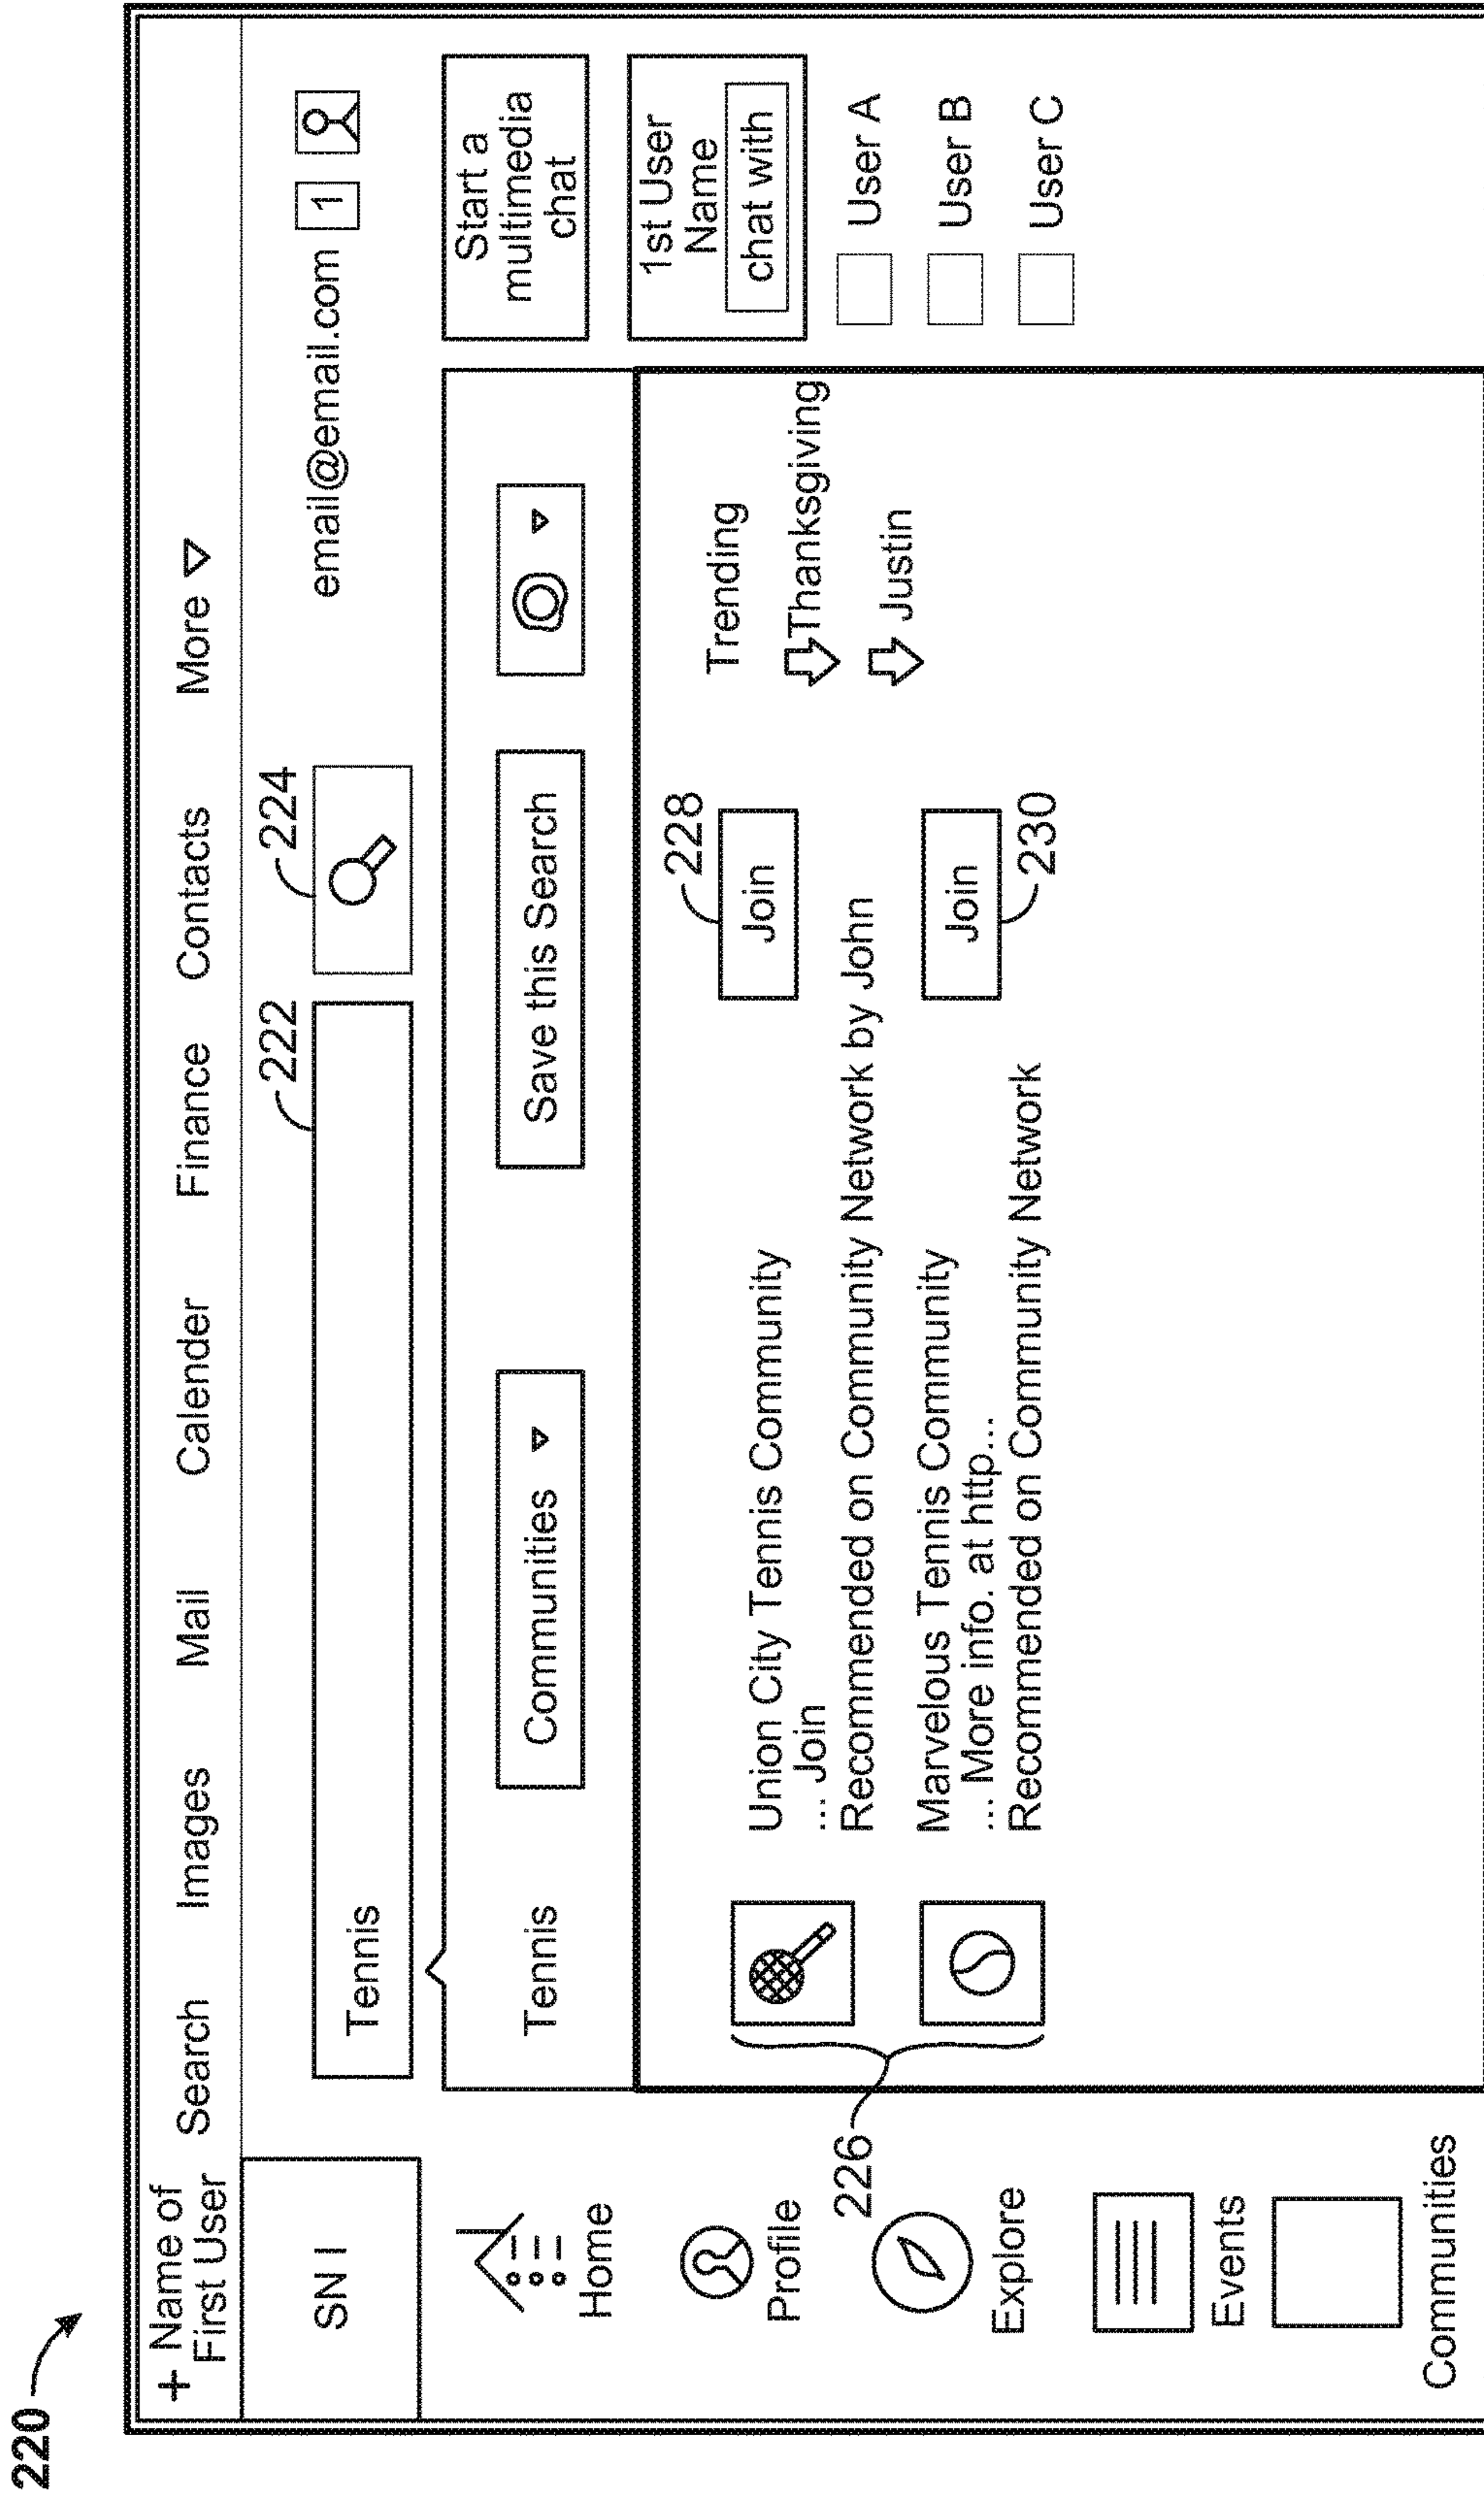 220
+ Name of
First User
Search
Images
Mail
Calender
Finance
Contacts
More
SN I
Tennis
222
224
email@email.com
1
Home
Profile
Explore
Events
Communities
Tennis
Communities
Save this Search
226
Union City Tennis Community
... Join
Recommended on Community Network by John
Marvelous Tennis Community
... More info. at http...
Recommended on Community Network
228
Join
Join
230
Trending
Thanksgiving
Justin
Start a
multimedia
chat
1st User
Name
chat with
User A
User B
User C